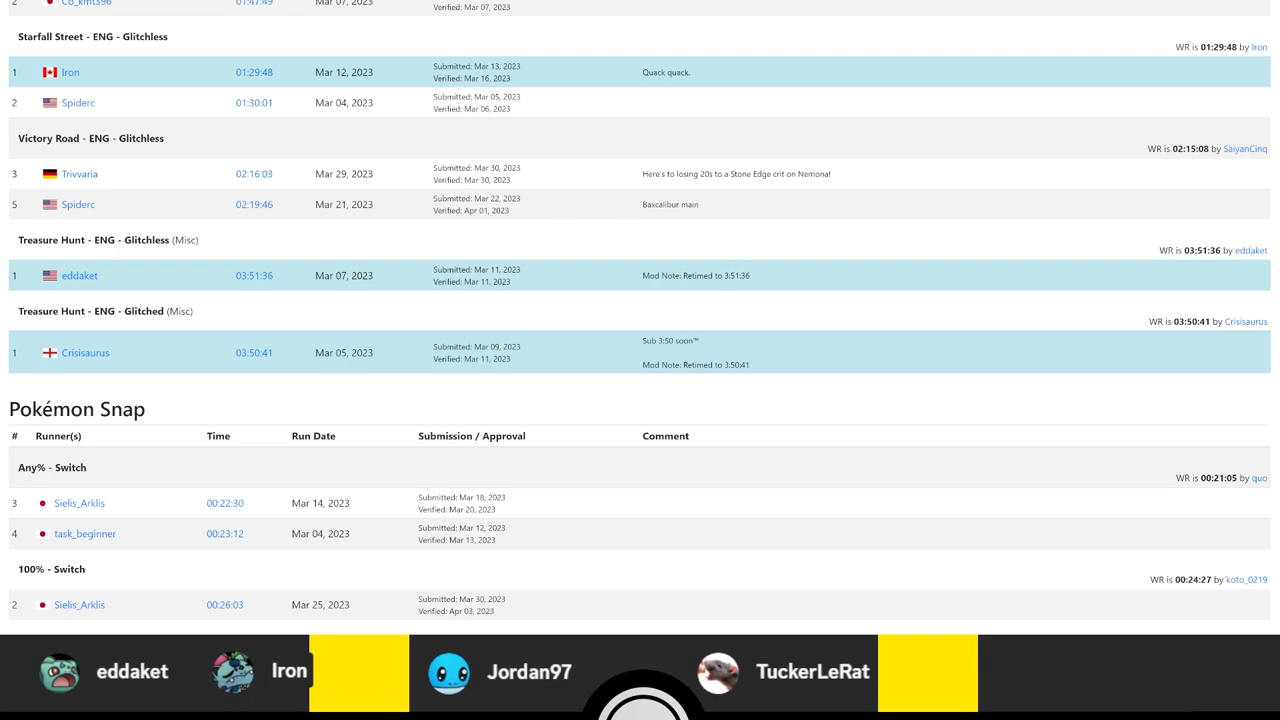 2 Co_kmt396 01:47:49 Mar 07, 2023 Verified: Mar 07, 2023
Starfall Street - ENG - Glitchless
WR is 01:29:48 by Iron
1 Iron 01:29:48 Mar 12, 2023 Submitted: Mar 13, 2023 Quack quack.
Verified: Mar 16, 2023
2 Spiderc 01:30:01 Mar 04, 2023 Submitted: Mar 05, 2023
Verified: Mar 06, 2023
Victory Road - ENG - Glitchless
WR is 02:15:08 by SaiyanCinq
3 Trivvaria 02:16:03 Mar 29, 2023 Submitted: Mar 30, 2023 Here's to losing 20s to a Stone Edge crit on Nemona!
Verified: Mar 30, 2023
5 Spiderc 02:19:46 Mar 21, 2023 Submitted: Mar 22, 2023 Baxcalibur main
Verified: Apr 01, 2023
Treasure Hunt - ENG - Glitchless (Misc)
WR is 03:51:36 by eddaket
1 eddaket 03:51:36 Mar 07, 2023 Submitted: Mar 11, 2023 Mod Note: Retimed to 3:51:36
Verified: Mar 11, 2023
Treasure Hunt - ENG - Glitched (Misc)
WR is 03:50:41 by Crisisaurus
1 Crisisaurus 03:50:41 Mar 05, 2023 Submitted: Mar 09, 2023 Sub 3:50 soon™
Verified: Mar 11, 2023 Mod Note: Retimed to 3:50:41
Pokémon Snap
# Runner(s) Time Run Date Submission / Approval Comment
Any% - Switch
WR is 00:21:05 by quo
3 Sielis_Arklis 00:22:30 Mar 14, 2023 Submitted: Mar 18, 2023
Verified: Mar 20, 2023
4 task_beginner 00:23:12 Mar 04, 2023 Submitted: Mar 12, 2023
Verified: Mar 13, 2023
100% - Switch
WR is 00:24:27 by koto_0219
2 Sielis_Arklis 00:26:03 Mar 25, 2023 Submitted: Mar 30, 2023
Verified: Apr 03, 2023
eddaket Iron Jordan97 TuckerLeRat